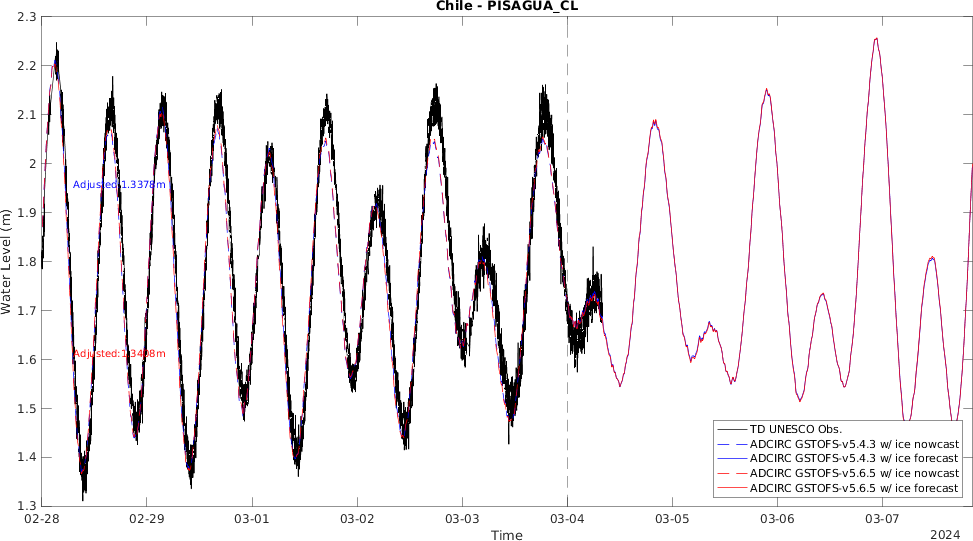 Chile - PISAGUA_CL
2.3
2.2
2.1
2
1.9
1.8
1.7
1.6
1.5
1.4
1.3
Water Level (m)
Adjusted:1.3378m
Adjusted:1.3498m
TD UNESCO Obs.
ADCIRC GSTOFS-v5.4.3 w/ ice nowcast
ADCIRC GSTOFS-v5.4.3 w/ ice forecast
ADCIRC GSTOFS-v5.6.5 w/ ice nowcast
ADCIRC GSTOFS-v5.6.5 w/ ice forecast
02-28 02-29 03-01 03-02 03-03 03-04 03-05 03-06 03-07
Time
2024